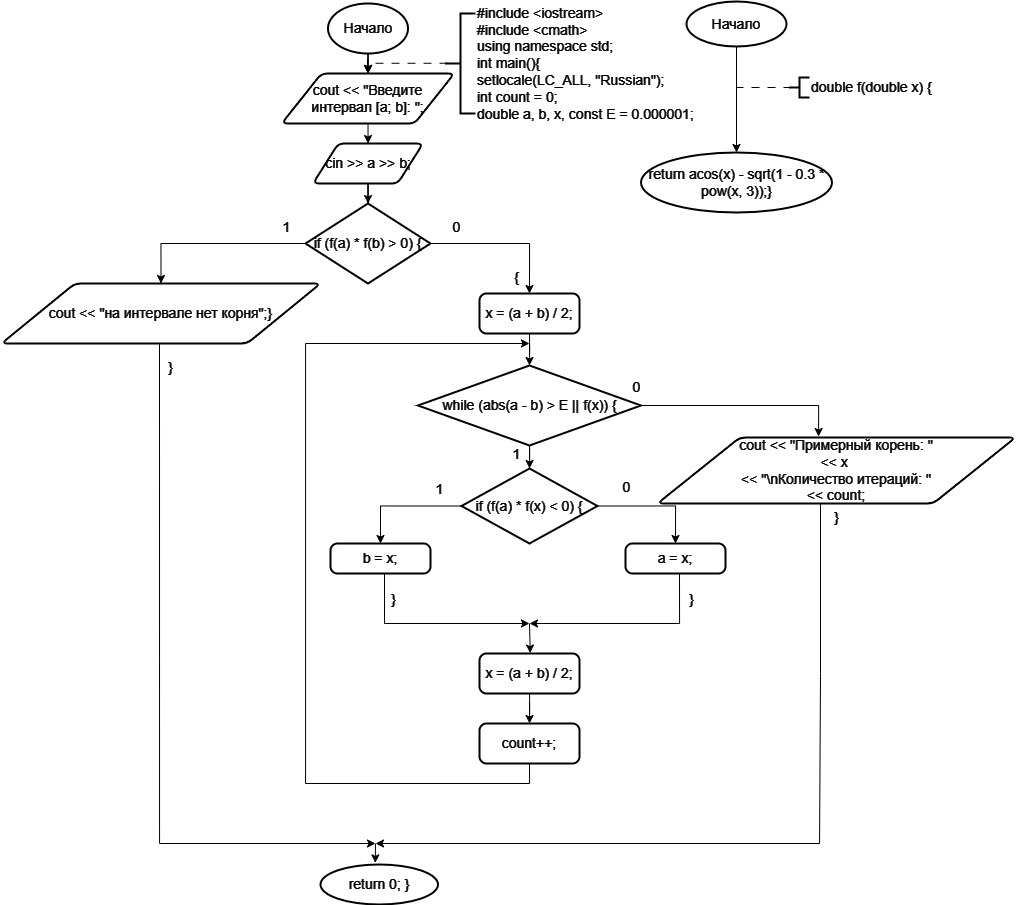 Начало
#include <iostream>
#include <cmath>
using namespace std;
int main(){
setlocale(LC_ALL, "Russian");
int count = 0;
double a, b, x, const E = 0.000001;
cout << "Введите
интервал [a; b]: ";
cin >> a >> b;
1
if (f(a) * f(b) > 0) {
0
cout << "на интервале нет корня";}
}
{
x = (a + b) / 2;
while (abs(a - b) > E || f(x)) {
0
1
cout << "Примерный корень: "
<< x
<< "\nКоличество итераций: "
<< count;
}
1
if (f(a) * f(x) < 0) {
0
b = x;
a = x;
}
}
x = (a + b) / 2;
count++;
return 0; }
Начало
double f(double x) {
return acos(x) - sqrt(1 - 0.3 *
pow(x, 3));}